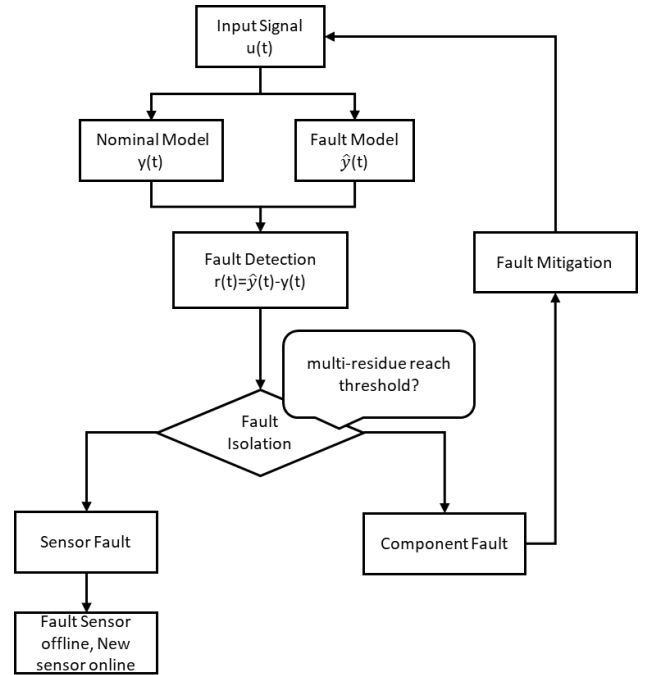 Input Signal
u(t)
Nominal Model
y(t)
Fault Model
ŷ(t)
Fault Detection
r(t)=ŷ(t)-y(t)
Fault Mitigation
multi-residue reach
threshold?
Fault
Isolation
Sensor Fault
Component Fault
Fault Sensor
offline, New
sensor online